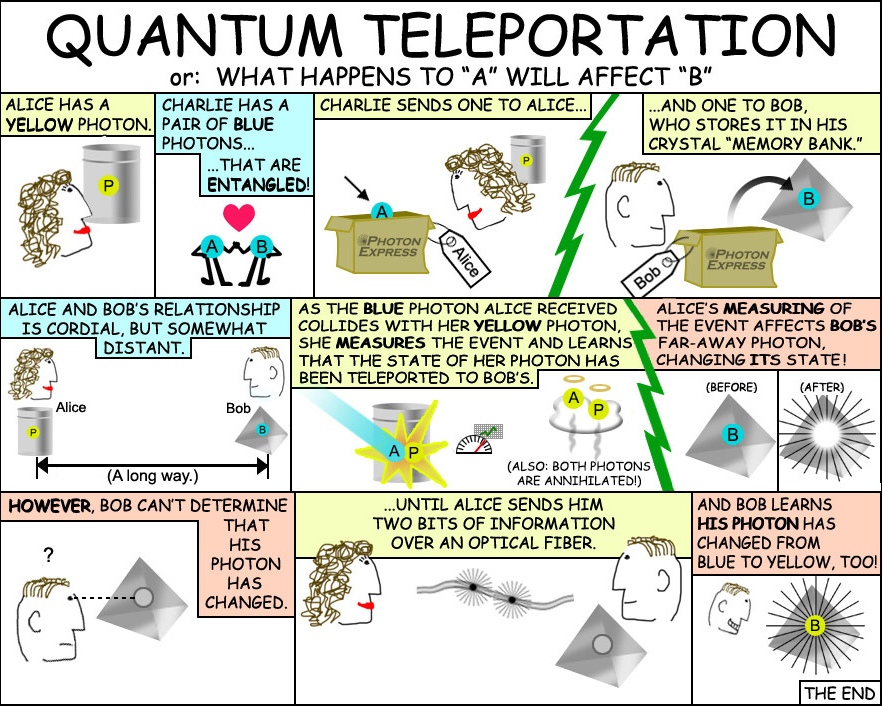 QUANTUM TELEPORTATION
or: WHAT HAPPENS TO “A” WILL AFFECT “B”
ALICE HAS A
YELLOW PHOTON.
P
CHARLIE HAS A
PAIR OF BLUE
PHOTONS...
...THAT ARE
ENTANGLED!
A B
CHARLIE SENDS ONE TO ALICE...
P
A
PHOTON
EXPRESS
Alice
...AND ONE TO BOB,
WHO STORES IT IN HIS
CRYSTAL “MEMORY BANK.”
B
PHOTON
EXPRESS
Bob
ALICE AND BOB'S RELATIONSHIP
IS CORDIAL, BUT SOMEWHAT
DISTANT.
Alice
Bob
P
B
(A long way.)
AS THE BLUE PHOTON ALICE RECEIVED
COLLIDES WITH HER YELLOW PHOTON,
SHE MEASURES THE EVENT AND LEARNS
THAT THE STATE OF HER PHOTON HAS
BEEN TELEPORTED TO BOB'S.
A P
A
P
(ALSO: BOTH PHOTONS
ARE ANNIHILATED!)
ALICE'S MEASURING OF
THE EVENT AFFECTS BOB'S
FAR-AWAY PHOTON,
CHANGING ITS STATE!
(BEFORE)
B
(AFTER)
HOWEVER, BOB CAN'T DETERMINE
THAT
HIS
PHOTON
HAS
CHANGED.
?
...UNTIL ALICE SENDS HIM
TWO BITS OF INFORMATION
OVER AN OPTICAL FIBER.
AND BOB LEARNS
HIS PHOTON HAS
CHANGED FROM
BLUE TO YELLOW, TOO!
B
THE END